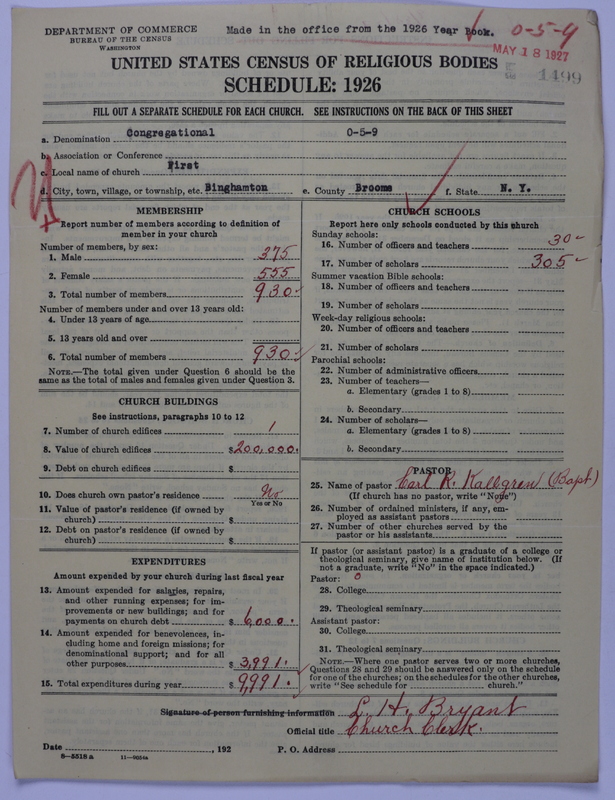 DEPARTMENT OF COMMERCE
BUREAU OF THE CENSUS
WASHINGTON
Made in the office from the 1926 Year Book.
0-5-9
MAY 18 1927
1499
UNITED STATES CENSUS OF RELIGIOUS BODIES
SCHEDULE: 1926
FILL OUT A SEPARATE SCHEDULE FOR EACH CHURCH. SEE INSTRUCTIONS ON THE BACK OF THIS SHEET
a. Denomination Congregational 0-5-9
b. Association or Conference
c. Local name of church First
d. City, town, village, or township, etc. Binghamton e. County Broome f. State N. Y.
MEMBERSHIP
Report number of members according to definition of
member in your church
Number of members, by sex:
1. Male 375
2. Female 555
3. Total number of members 930
Number of members under and over 13 years old:
4. Under 13 years of age
5. 13 years old and over
6. Total number of members 930
NOTE.—The total given under Question 6 should be the
same as the total of males and females given under Question 3.
CHURCH BUILDINGS
See instructions, paragraphs 10 to 12
7. Number of church edifices 1
8. Value of church edifices $200,000.
9. Debt on church edifices $
10. Does church own pastor's residence No
Yes or No
11. Value of pastor's residence (if owned by
church) $
12. Debt on pastor's residence (if owned by
church) $
EXPENDITURES
Amount expended by your church during last fiscal year
13. Amount expended for salaries, repairs,
and other running expenses; for im-
provements or new buildings; and for
payments on church debt $6,000.
14. Amount expended for benevolences, in-
cluding home and foreign missions; for
denominational support; and for all
other purposes $3,991.
15. Total expenditures during year $9,991.
CHURCH SCHOOLS
Report here only schools conducted by this church
Sunday schools:
16. Number of officers and teachers 30
17. Number of scholars 305
Summer vacation Bible schools:
18. Number of officers and teachers
19. Number of scholars
Week-day religious schools:
20. Number of officers and teachers
21. Number of scholars
Parochial schools:
22. Number of administrative officers
23. Number of teachers—
a. Elementary (grades 1 to 8)
b. Secondary
24. Number of scholars—
a. Elementary (grades 1 to 8)
b. Secondary
PASTOR
25. Name of pastor Earl R. Kallgren (Bapt)
(If church has no pastor, write "None")
26. Number of ordained ministers, if any, em-
ployed as assistant pastors
27. Number of other churches served by the
pastor or his assistants
If pastor (or assistant pastor) is a graduate of a college or
theological seminary, give name of institution below. (If
not a graduate, write "No" in the space indicated.)
Pastor: 0
28. College
29. Theological seminary
Assistant pastor:
30. College
31. Theological seminary
NOTE.—Where one pastor serves two or more churches,
Questions 28 and 29 should be answered only on the schedule
for one of the churches; on the schedules for the other churches,
write "See schedule for church."
Signature of person furnishing information L. H. Bryant
Official title Church Clerk.
Date , 192 P. O. Address
8—5518a 11—9034a